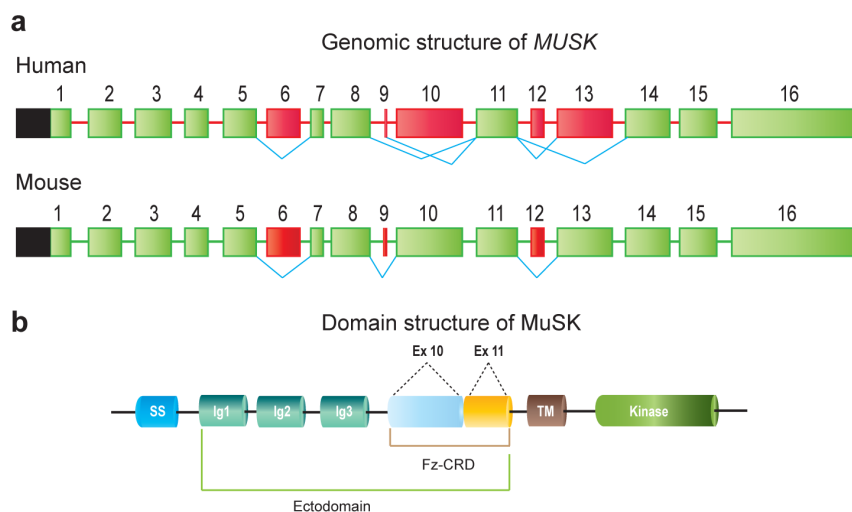 a
Genomic structure of MUSK
Human
1 2 3 4 5 6 7 8 9 10 11 12 13 14 15 16
Mouse
1 2 3 4 5 6 7 8 9 10 11 12 13 14 15 16
b
Domain structure of MuSK
Ex 10 Ex 11
SS Ig1 Ig2 Ig3 TM Kinase
Fz-CRD
Ectodomain